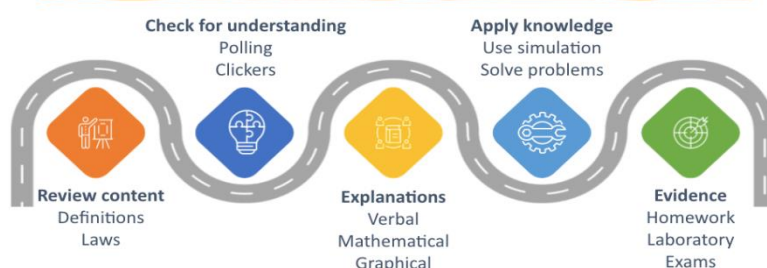 Check for understanding
Polling
Clickers
Apply knowledge
Use simulation
Solve problems
Review content
Definitions
Laws
Explanations
Verbal
Mathematical
Graphical
Evidence
Homework
Laboratory
Exams